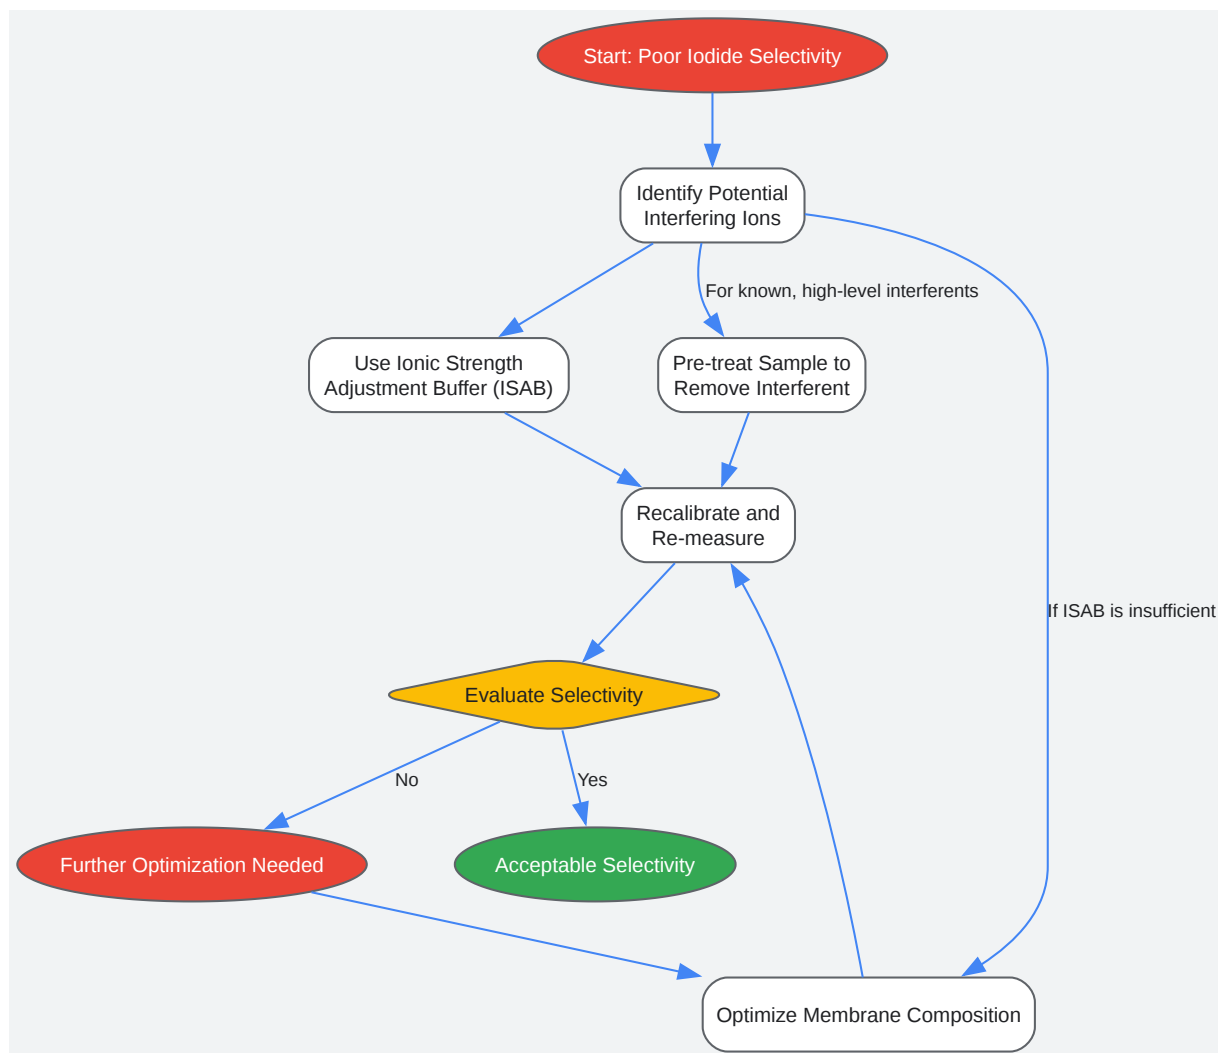 Start: Poor Iodide Selectivity
Identify Potential
Interfering Ions
For known, high-level interferents
Use Ionic Strength
Adjustment Buffer (ISAB)
Pre-treat Sample to
Remove Interferent
Recalibrate and
Re-measure
If ISAB is insufficient
Evaluate Selectivity
No
Yes
Further Optimization Needed
Acceptable Selectivity
Optimize Membrane Composition